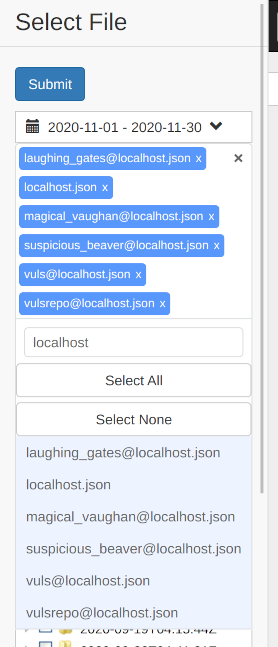 Select File
Submit
2020-11-01 - 2020-11-30
laughing_gates@localhost.json x
localhost.json x
magical_vaughan@localhost.json x
suspicious_beaver@localhost.json x
vuls@localhost.json x
vulsrepo@localhost.json x
localhost
Select All
Select None
laughing_gates@localhost.json
localhost.json
magical_vaughan@localhost.json
suspicious_beaver@localhost.json
vuls@localhost.json
vulsrepo@localhost.json